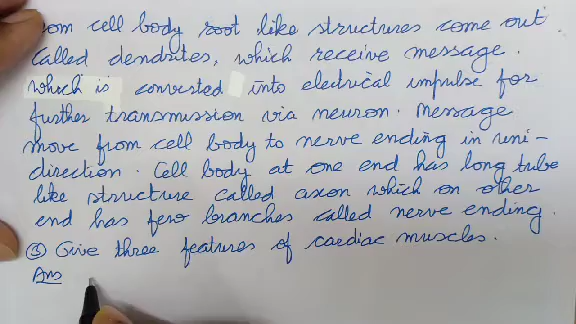 rom cell body root like structures come out
called dendrites, which receive message.
which is converted into electrical impulse for
further transmission via neuron. Message
move from cell body to nerve ending in uni-
direction. Cell body at one end has long tube
like structure called axon which on other
end has few branches called nerve ending.
③ Give three features of cardiac muscles.
Ans